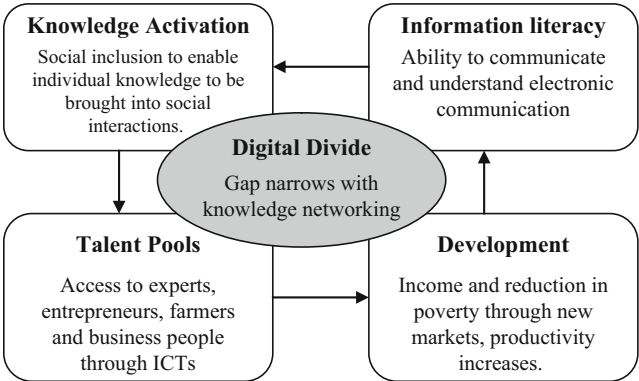 Knowledge Activation
Social inclusion to enable
individual knowledge to be
brought into social
interactions.
Information literacy
Ability to communicate
and understand electronic
communication
Digital Divide
Gap narrows with
knowledge networking
Talent Pools
Access to experts,
entrepreneurs, farmers
and business people
through ICTs
Development
Income and reduction in
poverty through new
markets, productivity
increases.